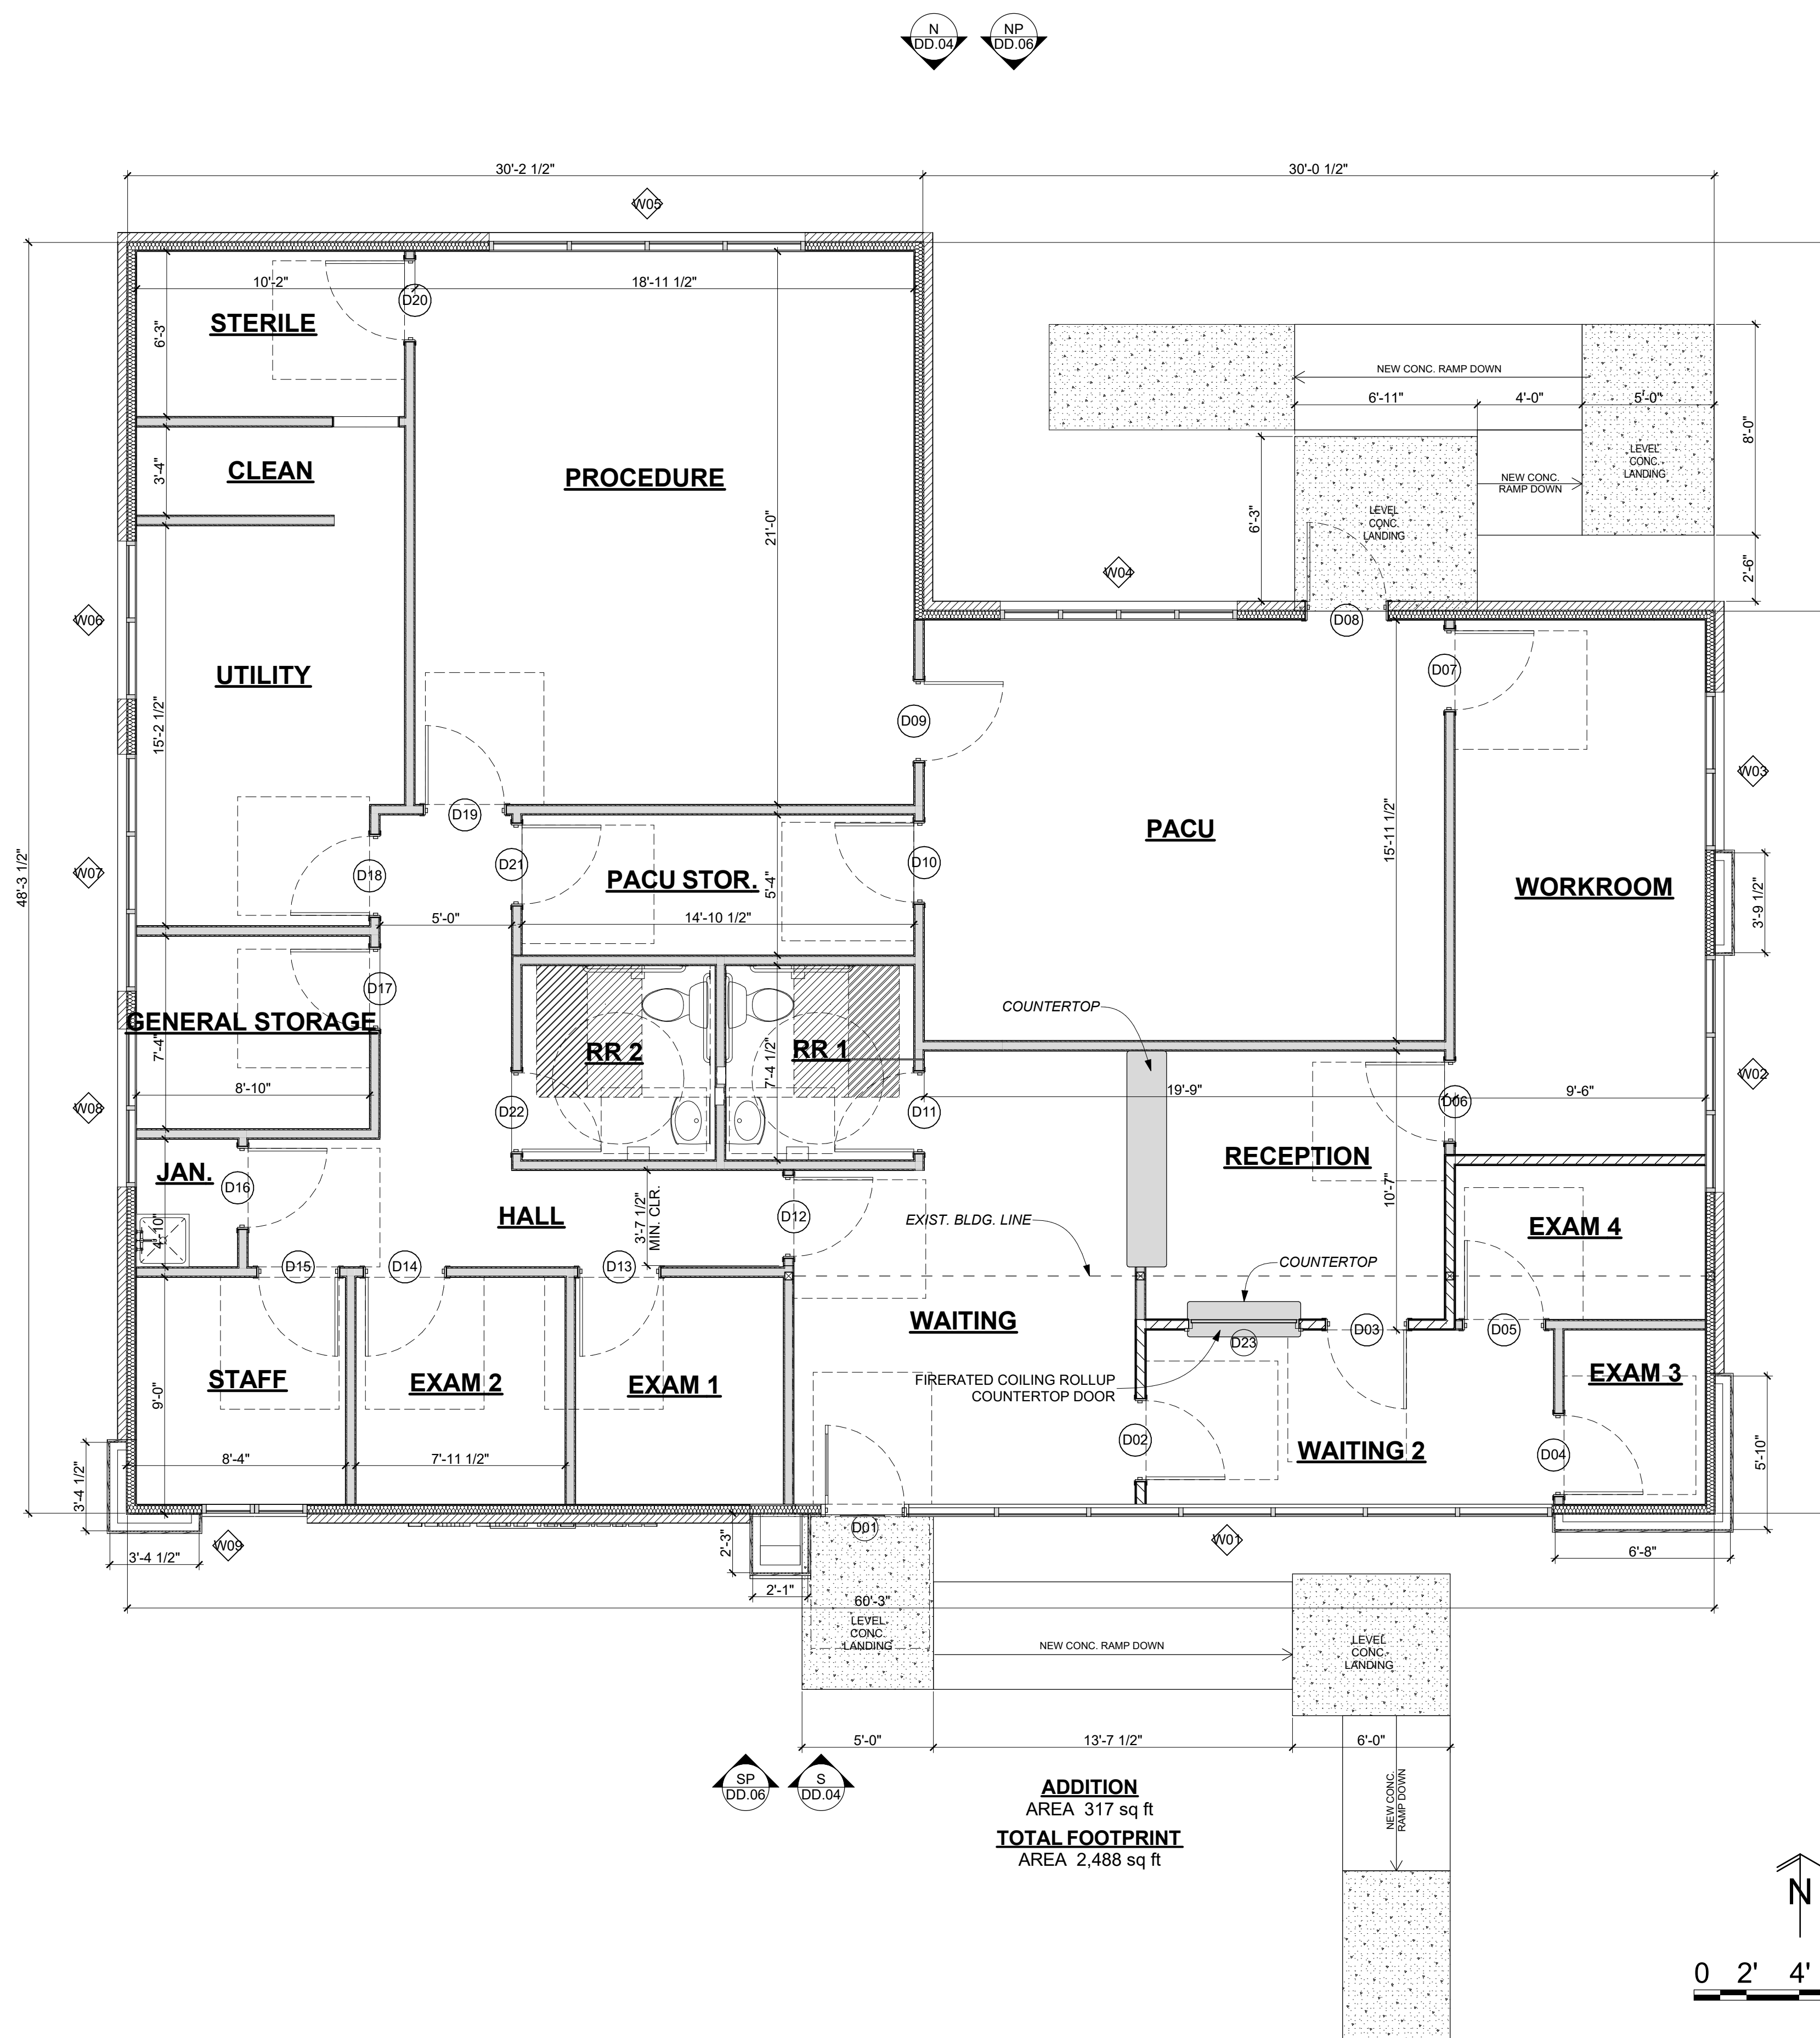 N
DD.04
NP
DD.06
30'-2 1/2"
30'-0 1/2"
W05
10'-2"
18'-11 1/2"
D20
STERILE
6'-3"
NEW CONC. RAMP DOWN
6'-11"
4'-0"
5'-0"
8'-0"
CLEAN
3'-4"
PROCEDURE
LEVEL
CONC.
LANDING
NEW CONC.
RAMP DOWN
LEVEL
CONC.
LANDING
6'-3"
21'-0"
2'-6"
W04
W06
D08
UTILITY
D07
15'-2 1/2"
D09
W03
D19
PACU
15'-11 1/2"
48'-3 1/2"
W07
D18
D21
PACU STOR.
D10
5'-4"
WORKROOM
3'-9 1/2"
5'-0"
14'-10 1/2"
D17
COUNTERTOP
GENERAL STORAGE
7'-4"
RR 2
RR 1
7'-4 1/2"
W02
8'-10"
19'-9"
9'-6"
W08
D22
D11
D06
RECEPTION
JAN.
D16
4'-10"
HALL
3'-7 1/2"
MIN. CLR.
D12
EXIST. BLDG. LINE
10'-7"
EXAM 4
D15
D14
D13
COUNTERTOP
WAITING
D23
D03
D05
STAFF
EXAM 2
EXAM 1
FIRERATED COILING ROLLUP
COUNTERTOP DOOR
EXAM 3
9'-0"
D02
WAITING 2
D04
8'-4"
7'-11 1/2"
5'-10"
3'-4 1/2"
D01
W09
3'-4 1/2"
2'-3"
2'-1"
W01
6'-8"
60'-3"
LEVEL
CONC.
LANDING
NEW CONC. RAMP DOWN
LEVEL
CONC.
LANDING
5'-0"
13'-7 1/2"
6'-0"
SP
DD.06
S
DD.04
ADDITION
AREA 317 sq ft
TOTAL FOOTPRINT
AREA 2,488 sq ft
NEW CONC.
RAMP DOWN
N
0 2' 4'